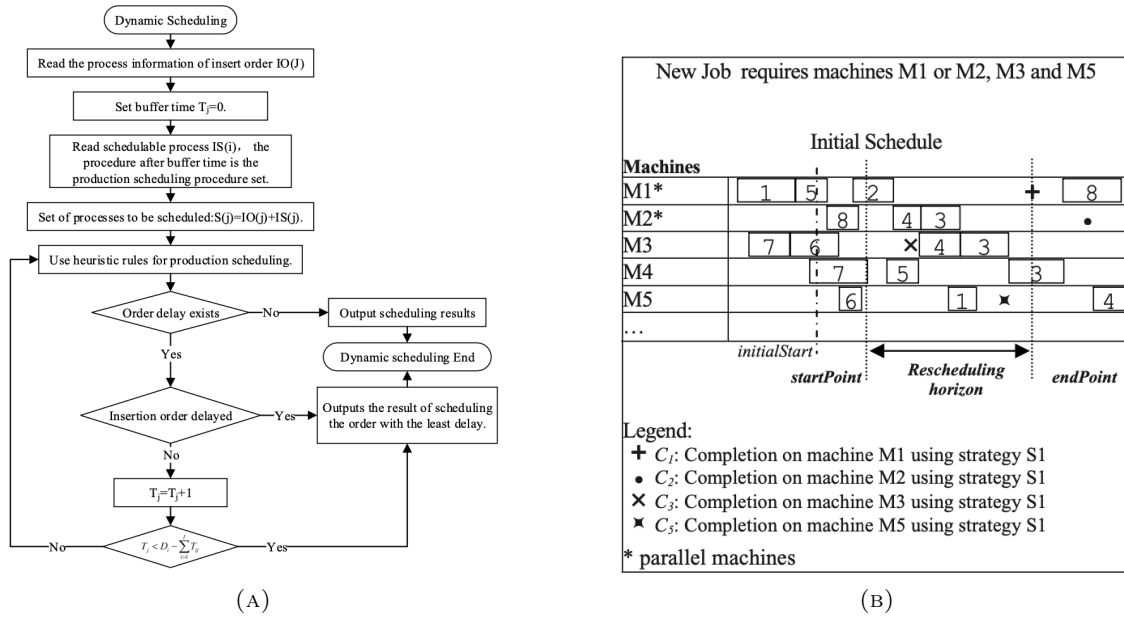 Dynamic Scheduling
Read the process information of insert order IO(J)
Set buffer time Tj=0.
Read schedulable process IS(i), the
procedure after buffer time is the
production scheduling procedure set.
Set of processes to be scheduled:S(j)=IO(j)+IS(j).
Use heuristic rules for production scheduling.
Order delay exists
No
Output scheduling results
Yes
Dynamic scheduling End
Insertion order delayed
Yes
Outputs the result of scheduling
the order with the least delay.
No
Tj=Tj+1
No
Yes
(A)
New Job requires machines M1 or M2, M3 and M5
Initial Schedule
Machines
M1* 1 5 2 8
M2* 8 4 3
M3 7 6 4 3
M4 7 5 3
M5 6 1 4
...
initialStart
startPoint
Rescheduling
horizon
endPoint
Legend:
+ C1: Completion on machine M1 using strategy S1
• C2: Completion on machine M2 using strategy S1
× C3: Completion on machine M3 using strategy S1
✦ C5: Completion on machine M5 using strategy S1
* parallel machines
(B)